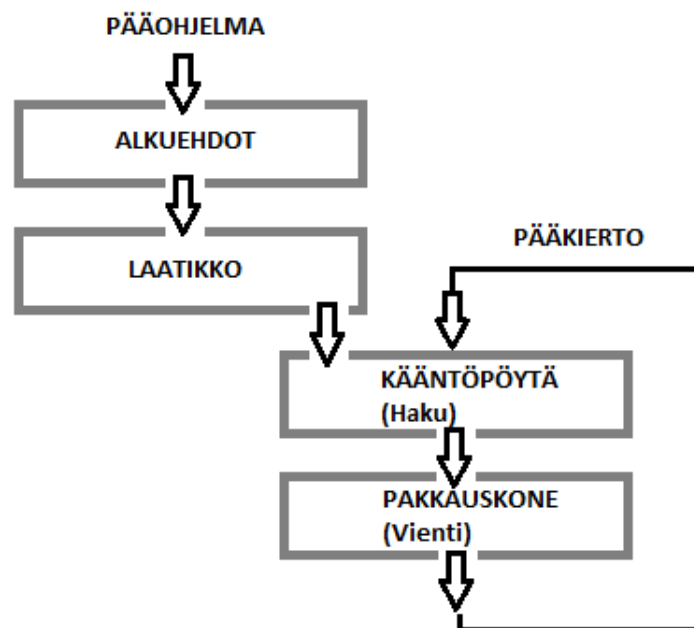 PÄÄOHJELMA
ALKUEHDOT
LAATIKKO
PÄÄKIERTO
KÄÄNTÖPÖYTÄ
(Haku)
PAKKAUSKONE
(Vienti)